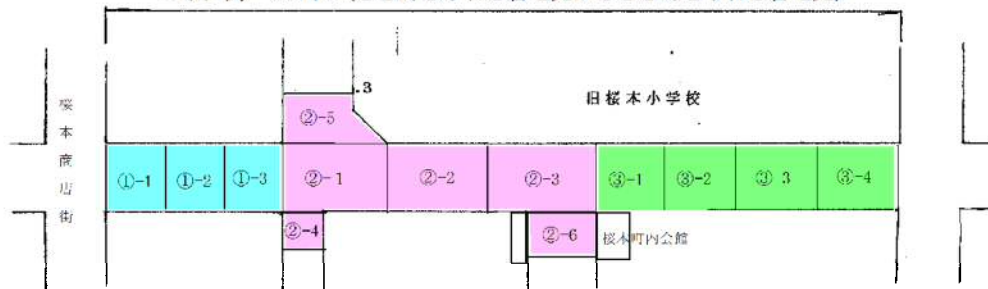 .3
旧桜本小学校
桜本商店街
②-5
①-1 ①-2 ①-3 ②-1 ②-2 ②-3 ③-1 ③-2 ③ 3 ③-4
②-4 ②-6 桜本町内会館